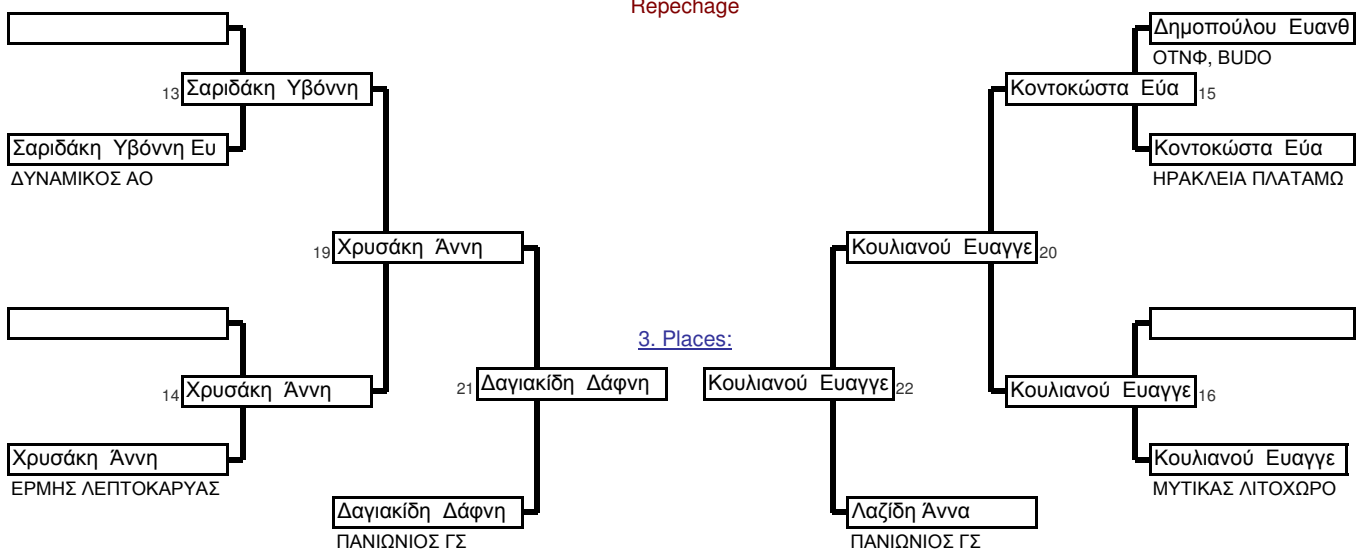 Repechage
Δημοπούλου Ευανθ
ΟΤΝΦ, BUDO
13 Σαριδάκη Υβόννη
Κοντοκώστα Εύα 15
Σαριδάκη Υβόννη Ευ
Κοντοκώστα Εύα
ΔΥΝΑΜΙΚΟΣ ΑΟ
ΗΡΑΚΛΕΙΑ ΠΛΑΤΑΜΩ
19 Χρυσάκη Άννη
Κουλιανού Ευαγγε 20
3. Places:
14 Χρυσάκη Άννη
21 Δαγιακίδη Δάφνη
Κουλιανού Ευαγγε 22
Κουλιανού Ευαγγε 16
Χρυσάκη Άννη
Κουλιανού Ευαγγε
ΕΡΜΗΣ ΛΕΠΤΟΚΑΡΥΑΣ
ΜΥΤΙΚΑΣ ΛΙΤΟΧΩΡΟ
Δαγιακίδη Δάφνη
Λαζίδη Άννα
ΠΑΝΙΩΝΙΟΣ ΓΣ
ΠΑΝΙΩΝΙΟΣ ΓΣ